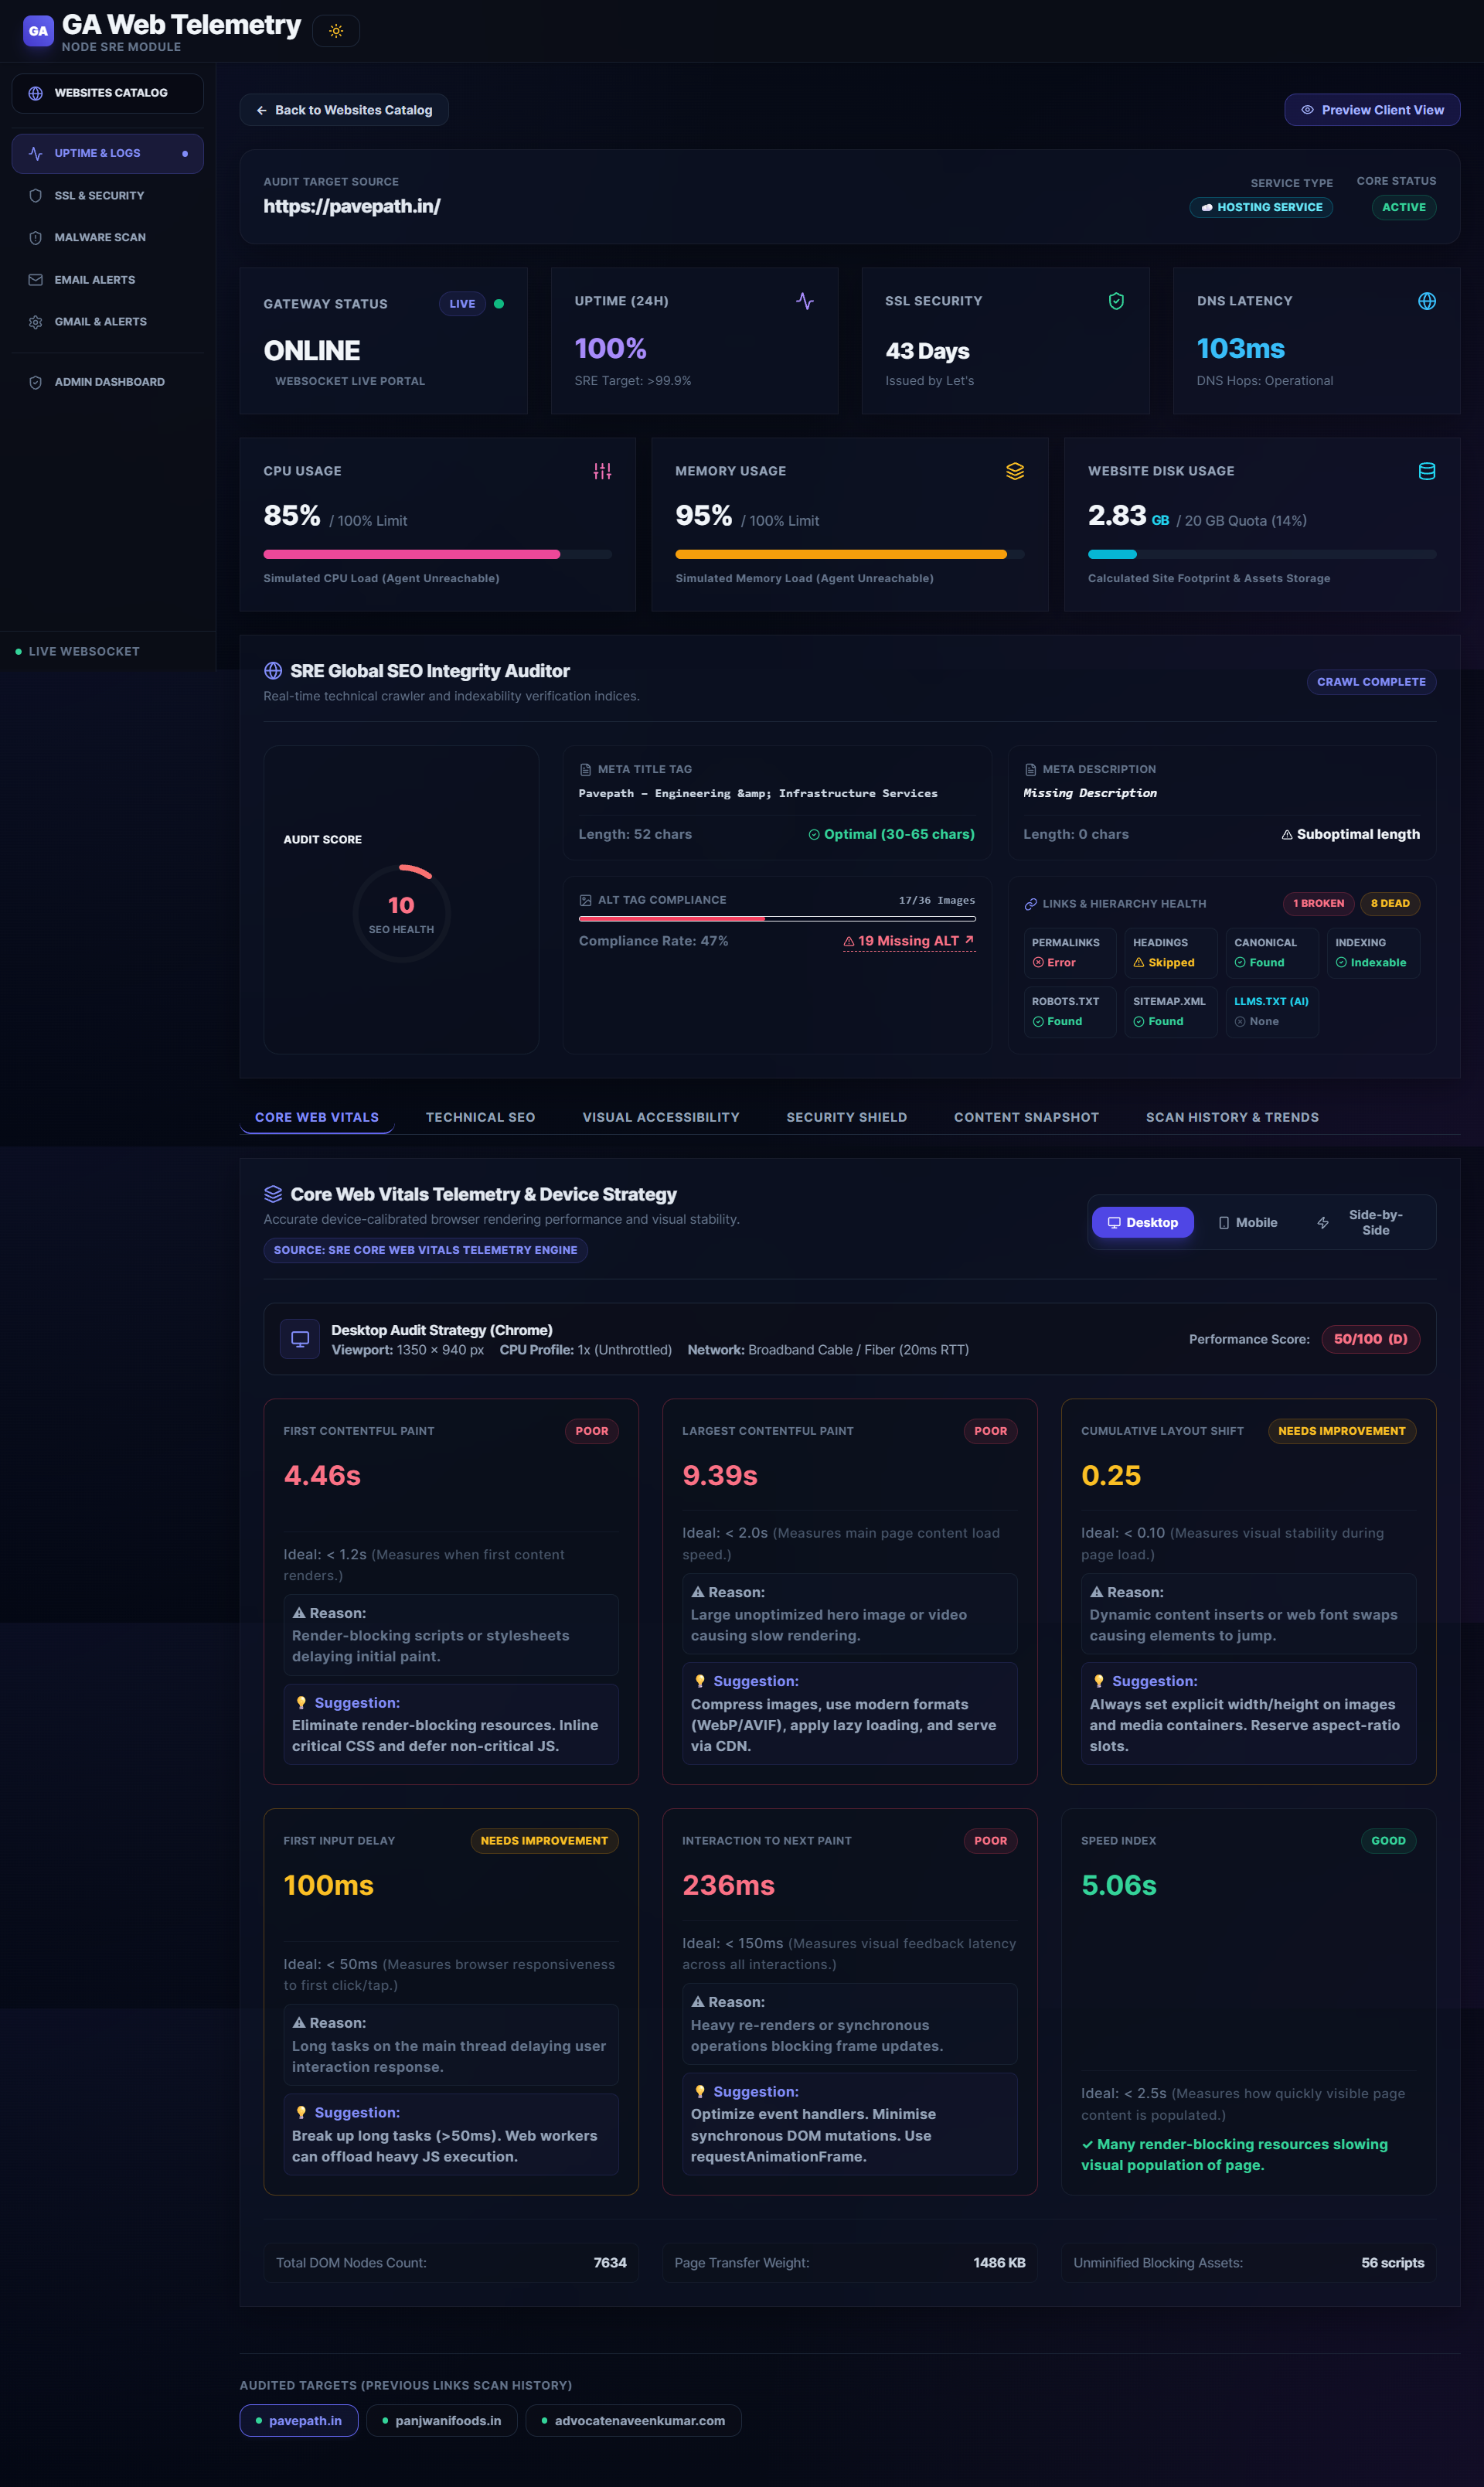 GA
GA Web Telemetry
NODE SRE MODULE
WEBSITES CATALOG
UPTIME & LOGS
SSL & SECURITY
MALWARE SCAN
EMAIL ALERTS
GMAIL & ALERTS
ADMIN DASHBOARD
LIVE WEBSOCKET
← Back to Websites Catalog
Preview Client View
AUDIT TARGET SOURCE
https://pavepath.in/
SERVICE TYPE
HOSTING SERVICE
CORE STATUS
ACTIVE
GATEWAY STATUS
LIVE
ONLINE
WEBSOCKET LIVE PORTAL
UPTIME (24H)
100%
SRE Target: >99.9%
SSL SECURITY
43 Days
Issued by Let's
DNS LATENCY
103ms
DNS Hops: Operational
CPU USAGE
85% / 100% Limit
Simulated CPU Load (Agent Unreachable)
MEMORY USAGE
95% / 100% Limit
Simulated Memory Load (Agent Unreachable)
WEBSITE DISK USAGE
2.83 GB / 20 GB Quota (14%)
Calculated Site Footprint & Assets Storage
SRE Global SEO Integrity Auditor
Real-time technical crawler and indexability verification indices.
CRAWL COMPLETE
AUDIT SCORE
10
SEO HEALTH
META TITLE TAG
Pavepath – Engineering &amp; Infrastructure Services
Length: 52 chars
Optimal (30-65 chars)
META DESCRIPTION
Missing Description
Length: 0 chars
Suboptimal length
ALT TAG COMPLIANCE
17/36 Images
Compliance Rate: 47%
19 Missing ALT ↗
LINKS & HIERARCHY HEALTH
1 BROKEN
8 DEAD
PERMALINKS
Error
HEADINGS
Skipped
CANONICAL
Found
INDEXING
Indexable
ROBOTS.TXT
Found
SITEMAP.XML
Found
LLMS.TXT (AI)
None
CORE WEB VITALS
TECHNICAL SEO
VISUAL ACCESSIBILITY
SECURITY SHIELD
CONTENT SNAPSHOT
SCAN HISTORY & TRENDS
Core Web Vitals Telemetry & Device Strategy
Accurate device-calibrated browser rendering performance and visual stability.
SOURCE: SRE CORE WEB VITALS TELEMETRY ENGINE
Desktop
Mobile
Side-by-
Side
Desktop Audit Strategy (Chrome)
Viewport: 1350 × 940 px CPU Profile: 1x (Unthrottled) Network: Broadband Cable / Fiber (20ms RTT)
Performance Score:
50/100 (D)
FIRST CONTENTFUL PAINT
POOR
4.46s
Ideal: < 1.2s (Measures when first content
renders.)
⚠ Reason:
Render-blocking scripts or stylesheets
delaying initial paint.
💡 Suggestion:
Eliminate render-blocking resources. Inline
critical CSS and defer non-critical JS.
LARGEST CONTENTFUL PAINT
POOR
9.39s
Ideal: < 2.0s (Measures main page content load
speed.)
⚠ Reason:
Large unoptimized hero image or video
causing slow rendering.
💡 Suggestion:
Compress images, use modern formats
(WebP/AVIF), apply lazy loading, and serve
via CDN.
CUMULATIVE LAYOUT SHIFT
NEEDS IMPROVEMENT
0.25
Ideal: < 0.10 (Measures visual stability during
page load.)
⚠ Reason:
Dynamic content inserts or web font swaps
causing elements to jump.
💡 Suggestion:
Always set explicit width/height on images
and media containers. Reserve aspect-ratio
slots.
FIRST INPUT DELAY
NEEDS IMPROVEMENT
100ms
Ideal: < 50ms (Measures browser responsiveness
to first click/tap.)
⚠ Reason:
Long tasks on the main thread delaying user
interaction response.
💡 Suggestion:
Break up long tasks (>50ms). Web workers
can offload heavy JS execution.
INTERACTION TO NEXT PAINT
POOR
236ms
Ideal: < 150ms (Measures visual feedback latency
across all interactions.)
⚠ Reason:
Heavy re-renders or synchronous
operations blocking frame updates.
💡 Suggestion:
Optimize event handlers. Minimise
synchronous DOM mutations. Use
requestAnimationFrame.
SPEED INDEX
GOOD
5.06s
Ideal: < 2.5s (Measures how quickly visible page
content is populated.)
✓ Many render-blocking resources slowing
visual population of page.
Total DOM Nodes Count: 7634
Page Transfer Weight: 1486 KB
Unminified Blocking Assets: 56 scripts
AUDITED TARGETS (PREVIOUS LINKS SCAN HISTORY)
pavepath.in
panjwanifoods.in
advocatenaveenkumar.com